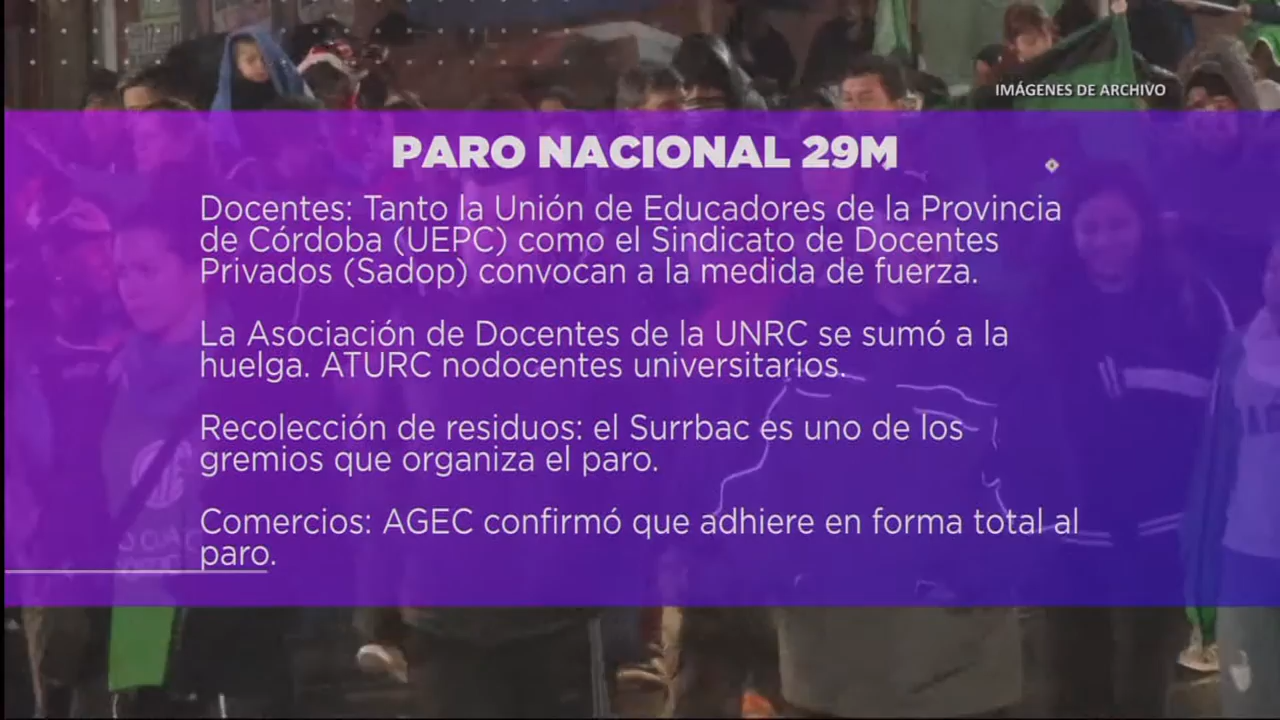 IMÁGENES DE ARCHIVO
PARO NACIONAL 29M
Docentes: Tanto la Unión de Educadores de la Provincia
de Córdoba (UEPC) como el Sindicato de Docentes
Privados (Sadop) convocan a la medida de fuerza.
La Asociación de Docentes de la UNRC se sumó a la
huelga. ATURC nodocentes universitarios.
Recolección de residuos: el Surrbac es uno de los
gremios que organiza el paro.
Comercios: AGEC confirmó que adhiere en forma total al
paro.